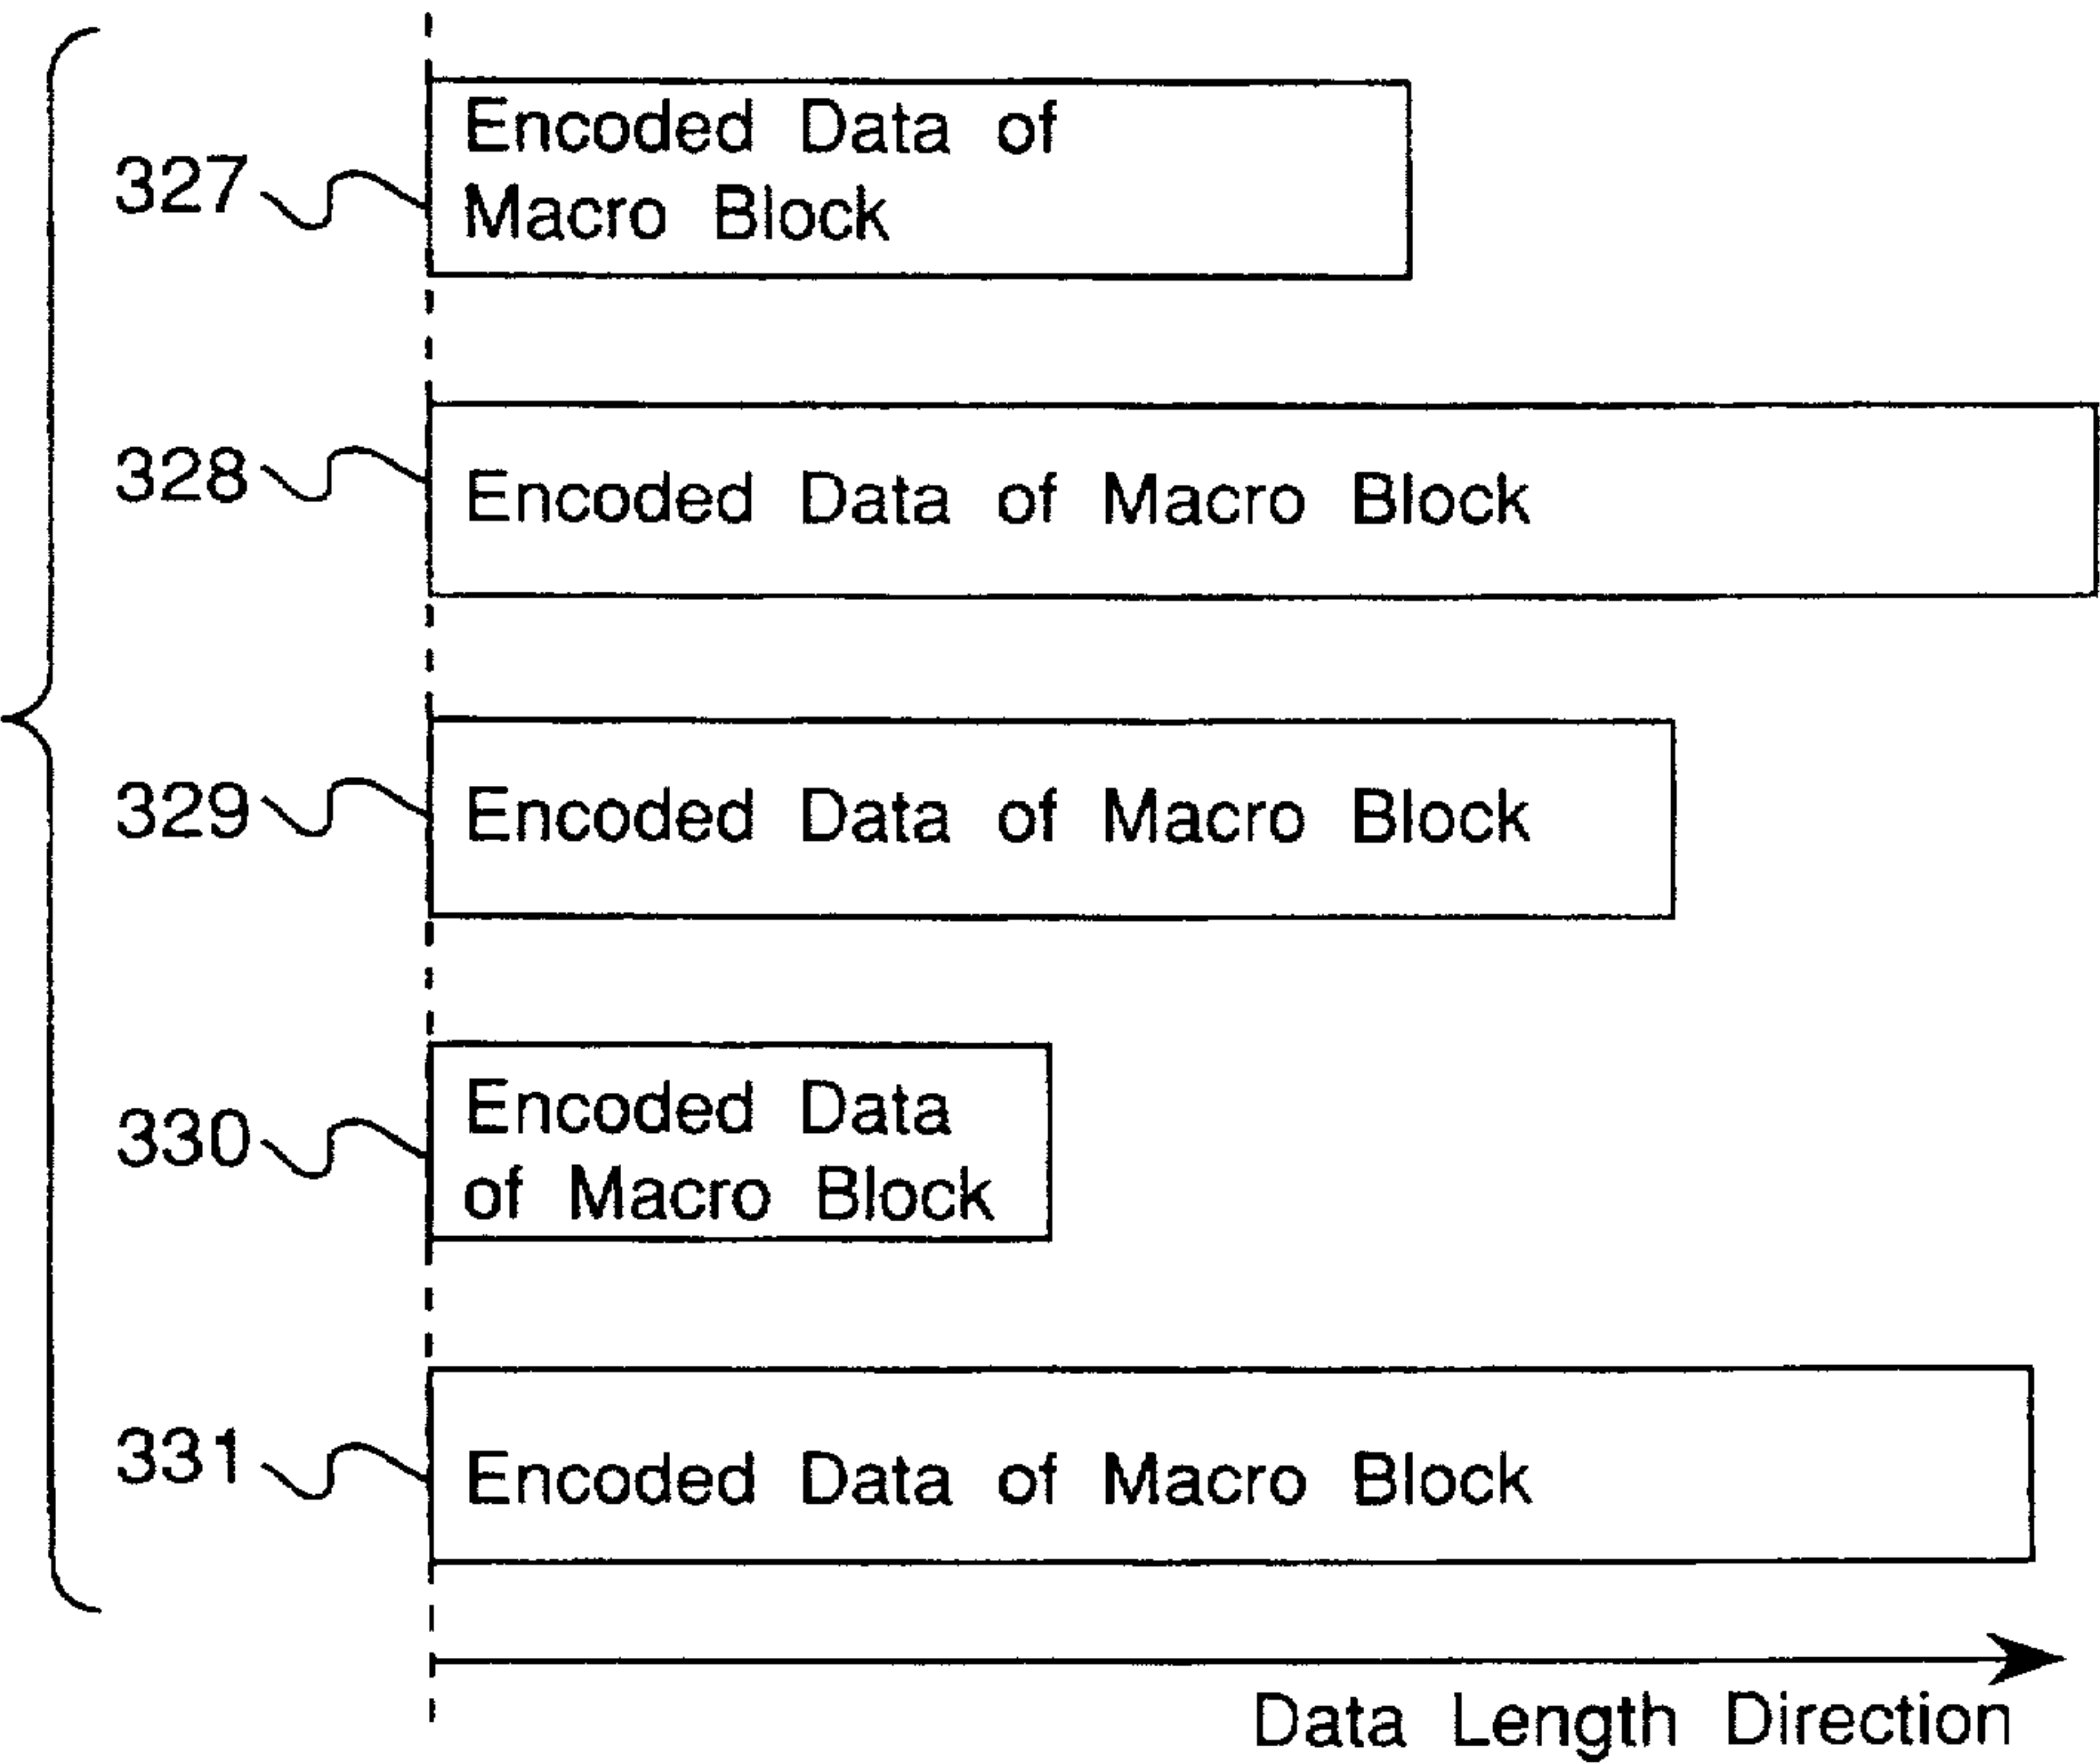 327
Encoded Data of
Macro Block
328
Encoded Data of Macro Block
329
Encoded Data of Macro Block
330
Encoded Data
of Macro Block
331
Encoded Data of Macro Block
Data Length Direction